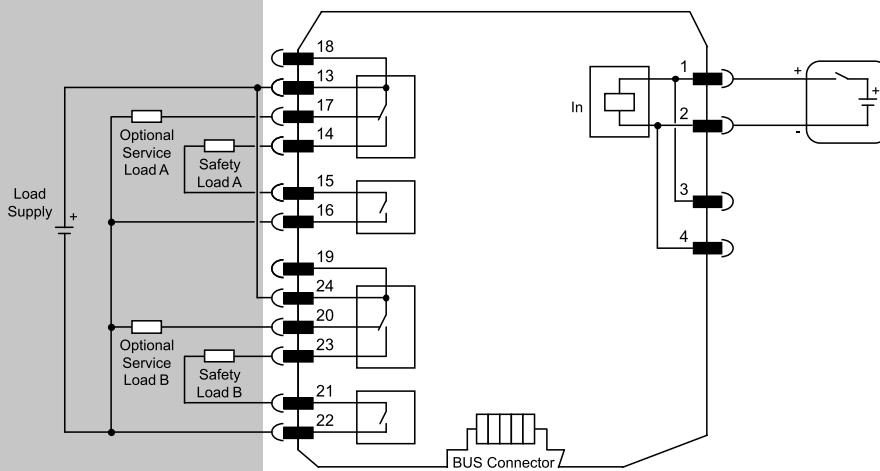 18
13
17
14
Optional
Service
Load A
Safety
Load A
15
16
Load
Supply
+
19
24
20
23
Optional
Service
Load B
Safety
Load B
21
22
In
1
2
3
4
+
-
+
BUS Connector